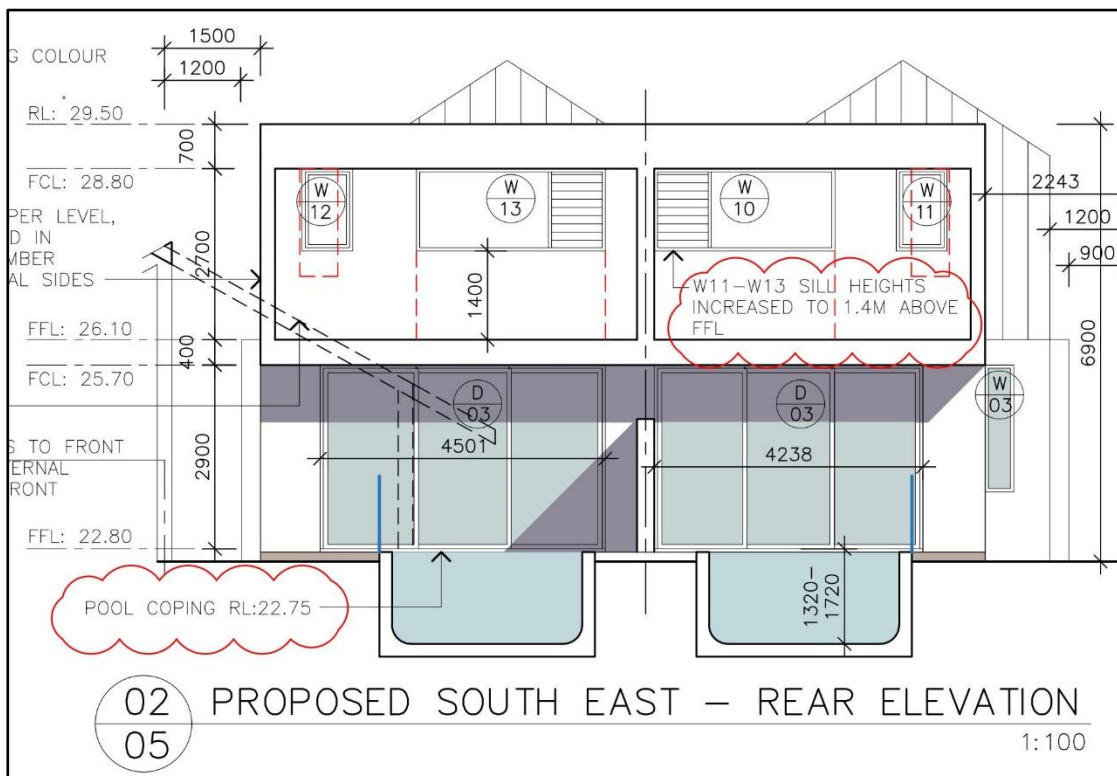 1500
G COLOUR
1200
RL: 29.50
700
FCL: 28.80
W
12
W
13
W
10
W
11
2243
PER LEVEL,
D IN
MBER
AL SIDES
2700
1200
900
1400
W11-W13 SILL HEIGHTS
INCREASED TO 1.4M ABOVE
FFL
FFL: 26.10
400
FCL: 25.70
6900
D
03
D
03
W
03
4501
4238
S TO FRONT
ERNAL
RONT
2900
FFL: 22.80
POOL COPING RL:22.75
1320-
1720
02
05
PROPOSED SOUTH EAST – REAR ELEVATION
1:100